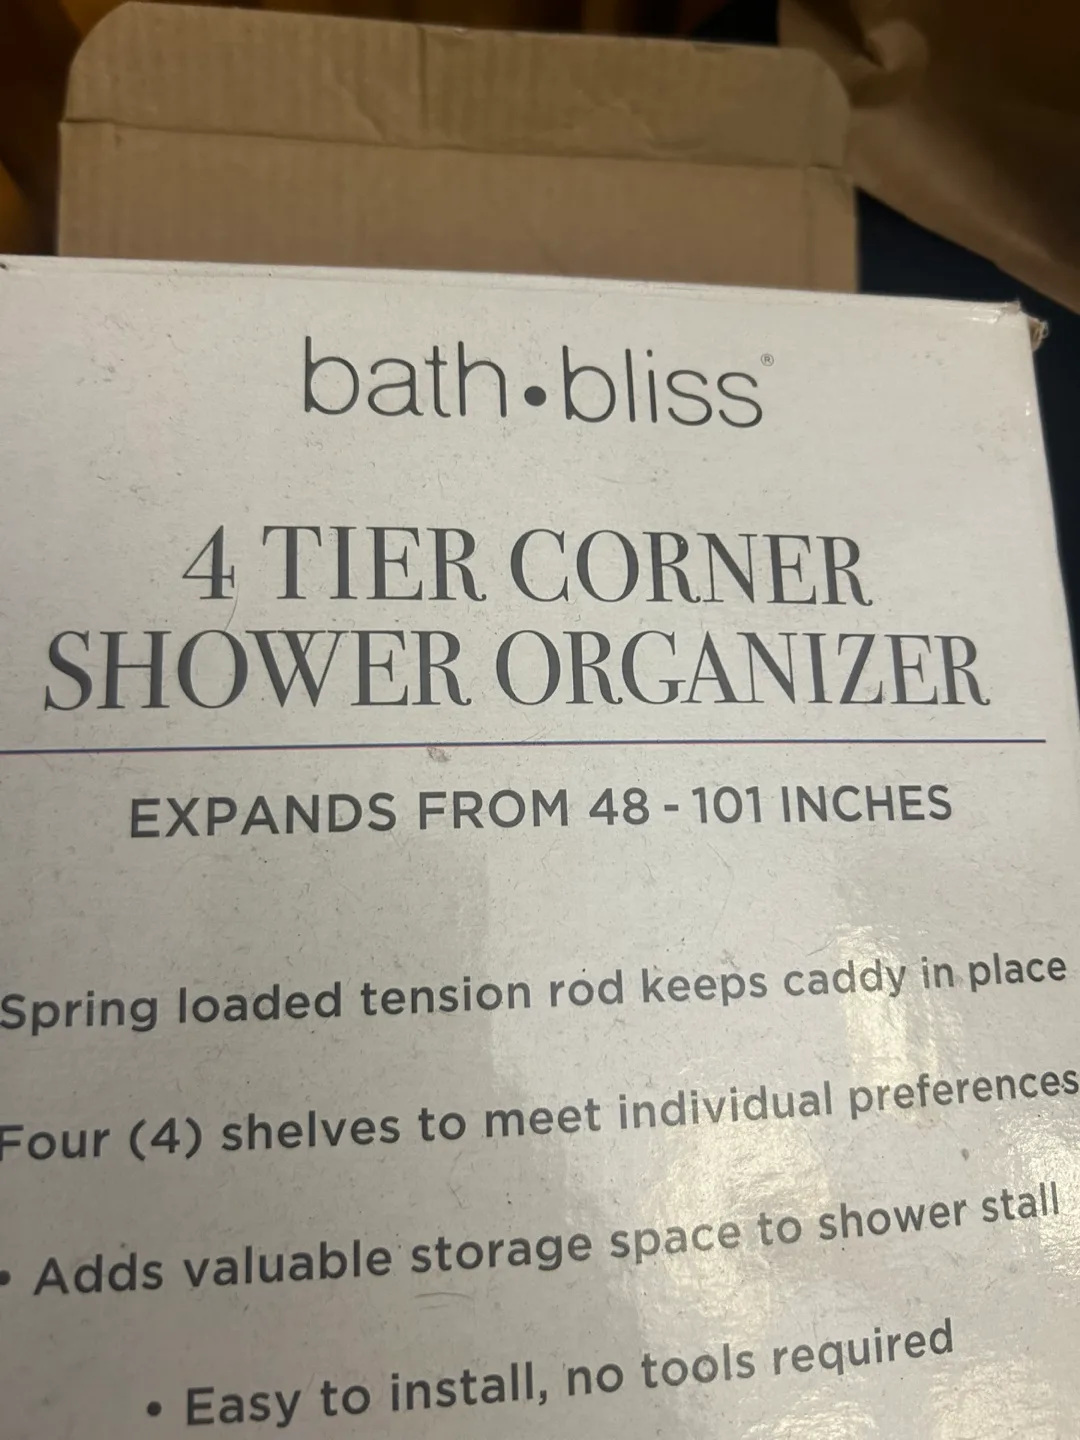 bath•bliss®
4 TIER CORNER
SHOWER ORGANIZER
EXPANDS FROM 48 - 101 INCHES
Spring loaded tension rod keeps caddy in place
Four (4) shelves to meet individual preferences
• Adds valuable storage space to shower stall
• Easy to install, no tools required